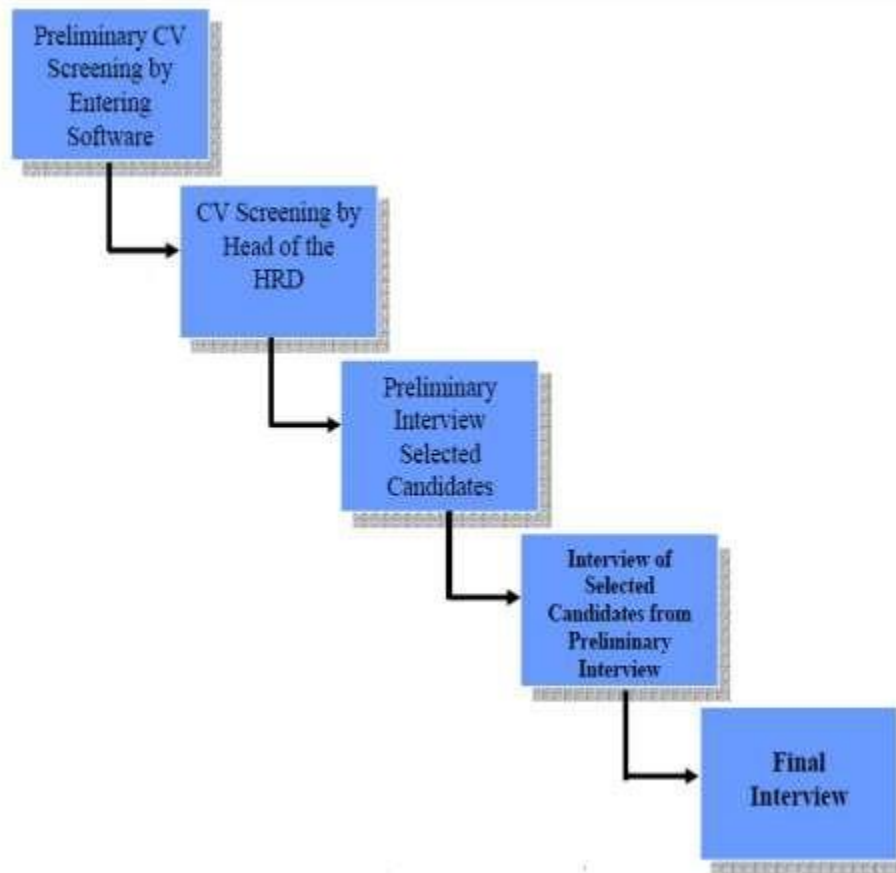 Preliminary CV
Screening by
Entering
Software
CV Screening by
Head of the
HRD
Preliminary
Interview
Selected
Candidates
Interview of
Selected
Candidates from
Preliminary
Interview
Final
Interview